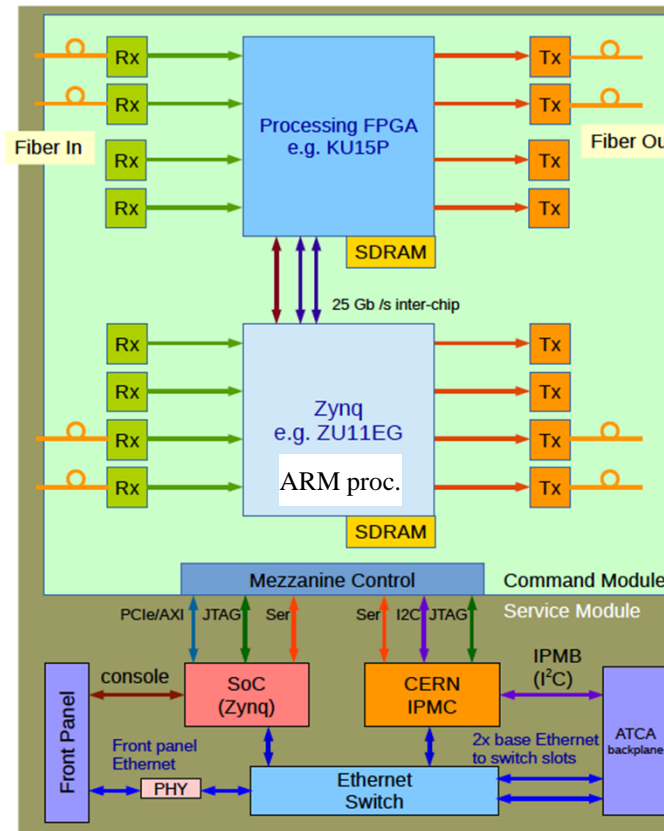 Rx
Tx
Rx
Tx
Processing FPGA
e.g. KU15P
Fiber In
Fiber Ou
Rx
Tx
Rx
Tx
SDRAM
25 Gb /s inter-chip
Rx
Tx
Rx
Tx
Zynq
e.g. ZU11EG
Rx
Tx
ARM proc.
Rx
Tx
SDRAM
Mezzanine Control
Command Module
Service Module
PCIe/AXI JTAG Ser
Ser I2C JTAG
console
SoC
(Zynq)
CERN
IPMC
IPMB
(I²C)
Front Panel
ATCA
backplane
Front panel
Ethernet
2x base Ethernet
to switch slots
PHY
Ethernet
Switch